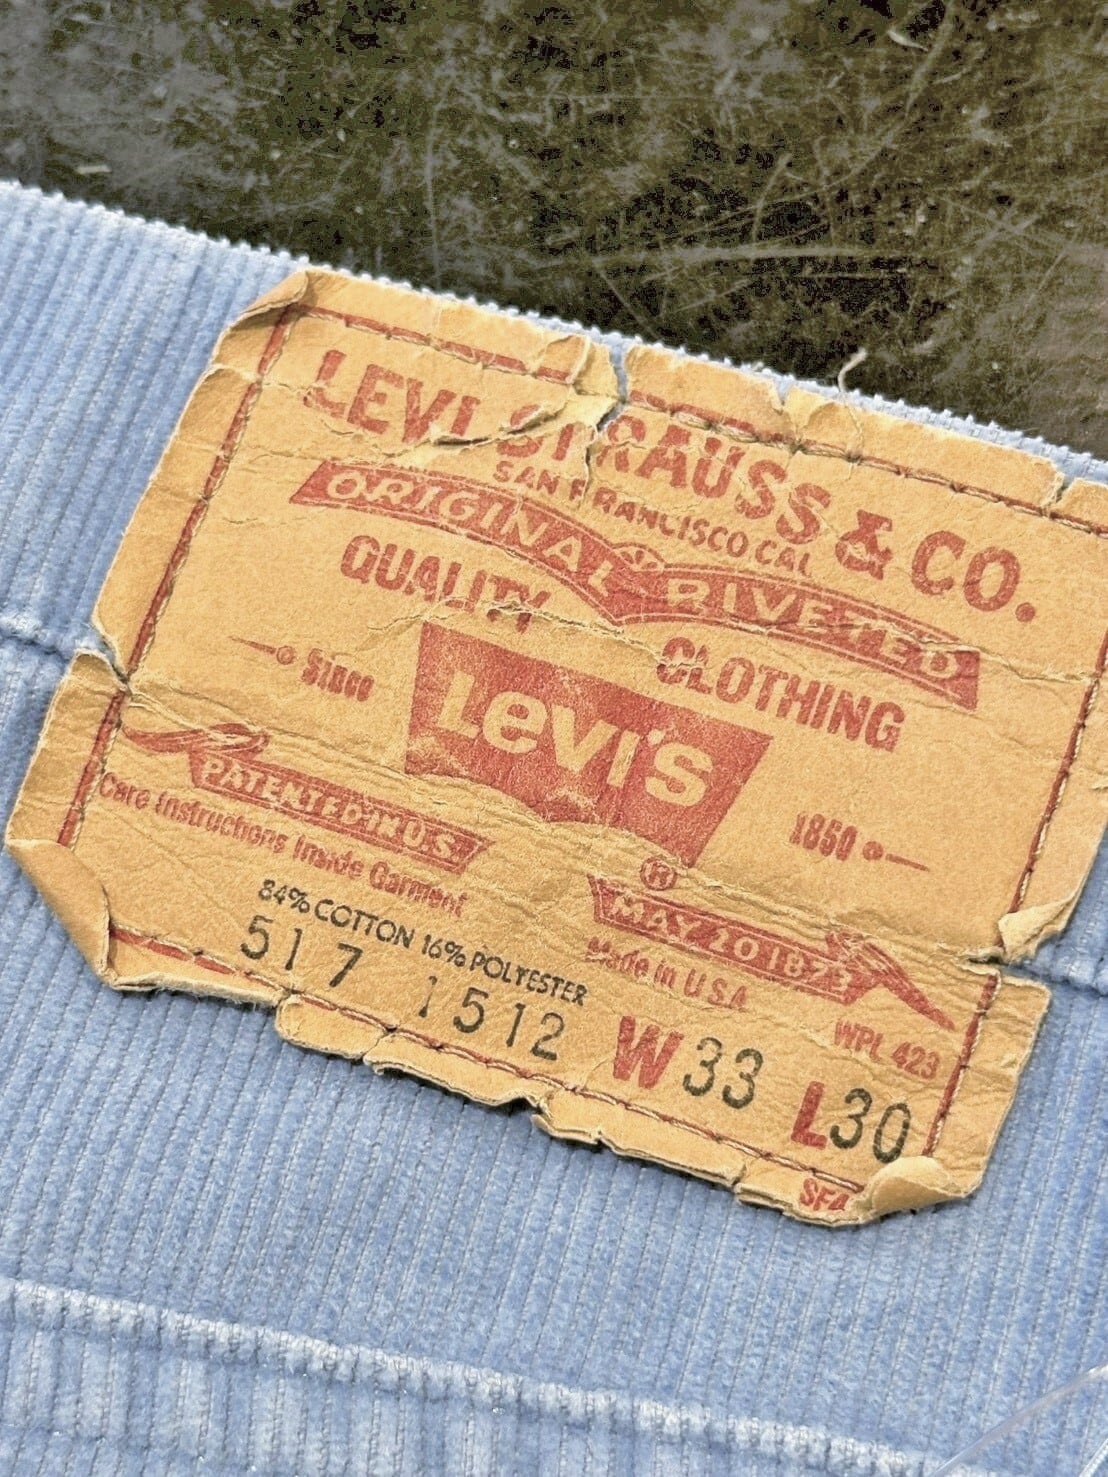 LEVI STRAUSS & CO.
SAN FRANCISCO CAL
ORIGINAL RIVETED
QUALITY CLOTHING
Levi's
®
SINCE 1850
PATENTED IN U.S.
MAY 20 1873
Care Instructions Inside Garment
Made in U S A
WPL 423
84% COTTON 16% POLYESTER
517 1512 W33 L30
SF4